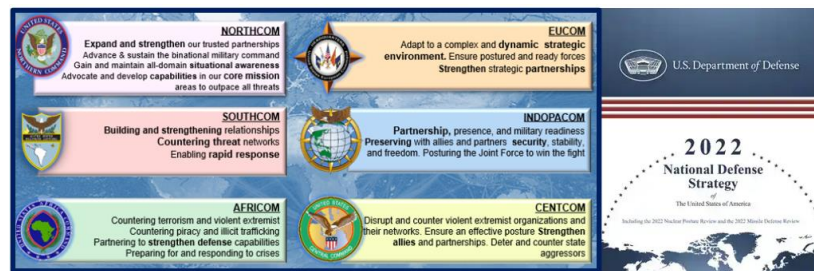 NORTHCOM
Expand and strengthen our trusted partnerships
Advance & sustain the binational military command
Gain and maintain all-domain situational awareness
Advocate and develop capabilities in our core mission
areas to outpace all threats
SOUTHCOM
Building and strengthening relationships
Countering threat networks
Enabling rapid response
AFRICOM
Countering terrorism and violent extremist
Countering piracy and illicit trafficking
Partnering to strengthen defense capabilities
Preparing for and responding to crises
EUCOM
Adapt to a complex and dynamic strategic
environment. Ensure postured and ready forces
Strengthen strategic partnerships
INDOPACOM
Partnership, presence, and military readiness
Preserving with allies and partners security, stability,
and freedom. Posturing the Joint Force to win the fight
CENTCOM
Disrupt and counter violent extremist organizations and
their networks. Ensure an effective posture Strengthen
allies and partnerships. Deter and counter state
aggressors
U.S. Department of Defense
2022
National Defense
Strategy
of
The United States of America
Including the 2022 Nuclear Posture Review and the 2022 Missile Defense Review